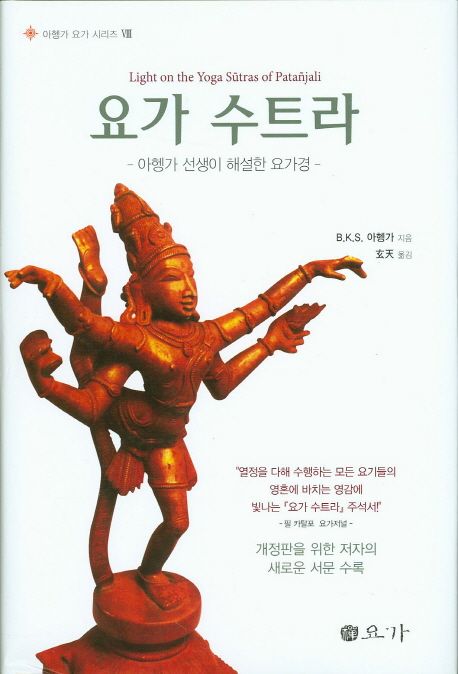 아헹가 요가 시리즈 Ⅷ
Light on the Yoga Sūtras of Patañjali
요가 수트라
- 아헹가 선생이 해설한 요가경 -
B.K.S. 아헹가 지음
玄天 옮김
"열정을 다해 수행하는 모든 요기들의
영혼에 바치는 영감에
빛나는 『요가 수트라』 주석서!"
- 필 카탈포 요가저널 -
개정판을 위한 저자의
새로운 서문 수록
禪 요가